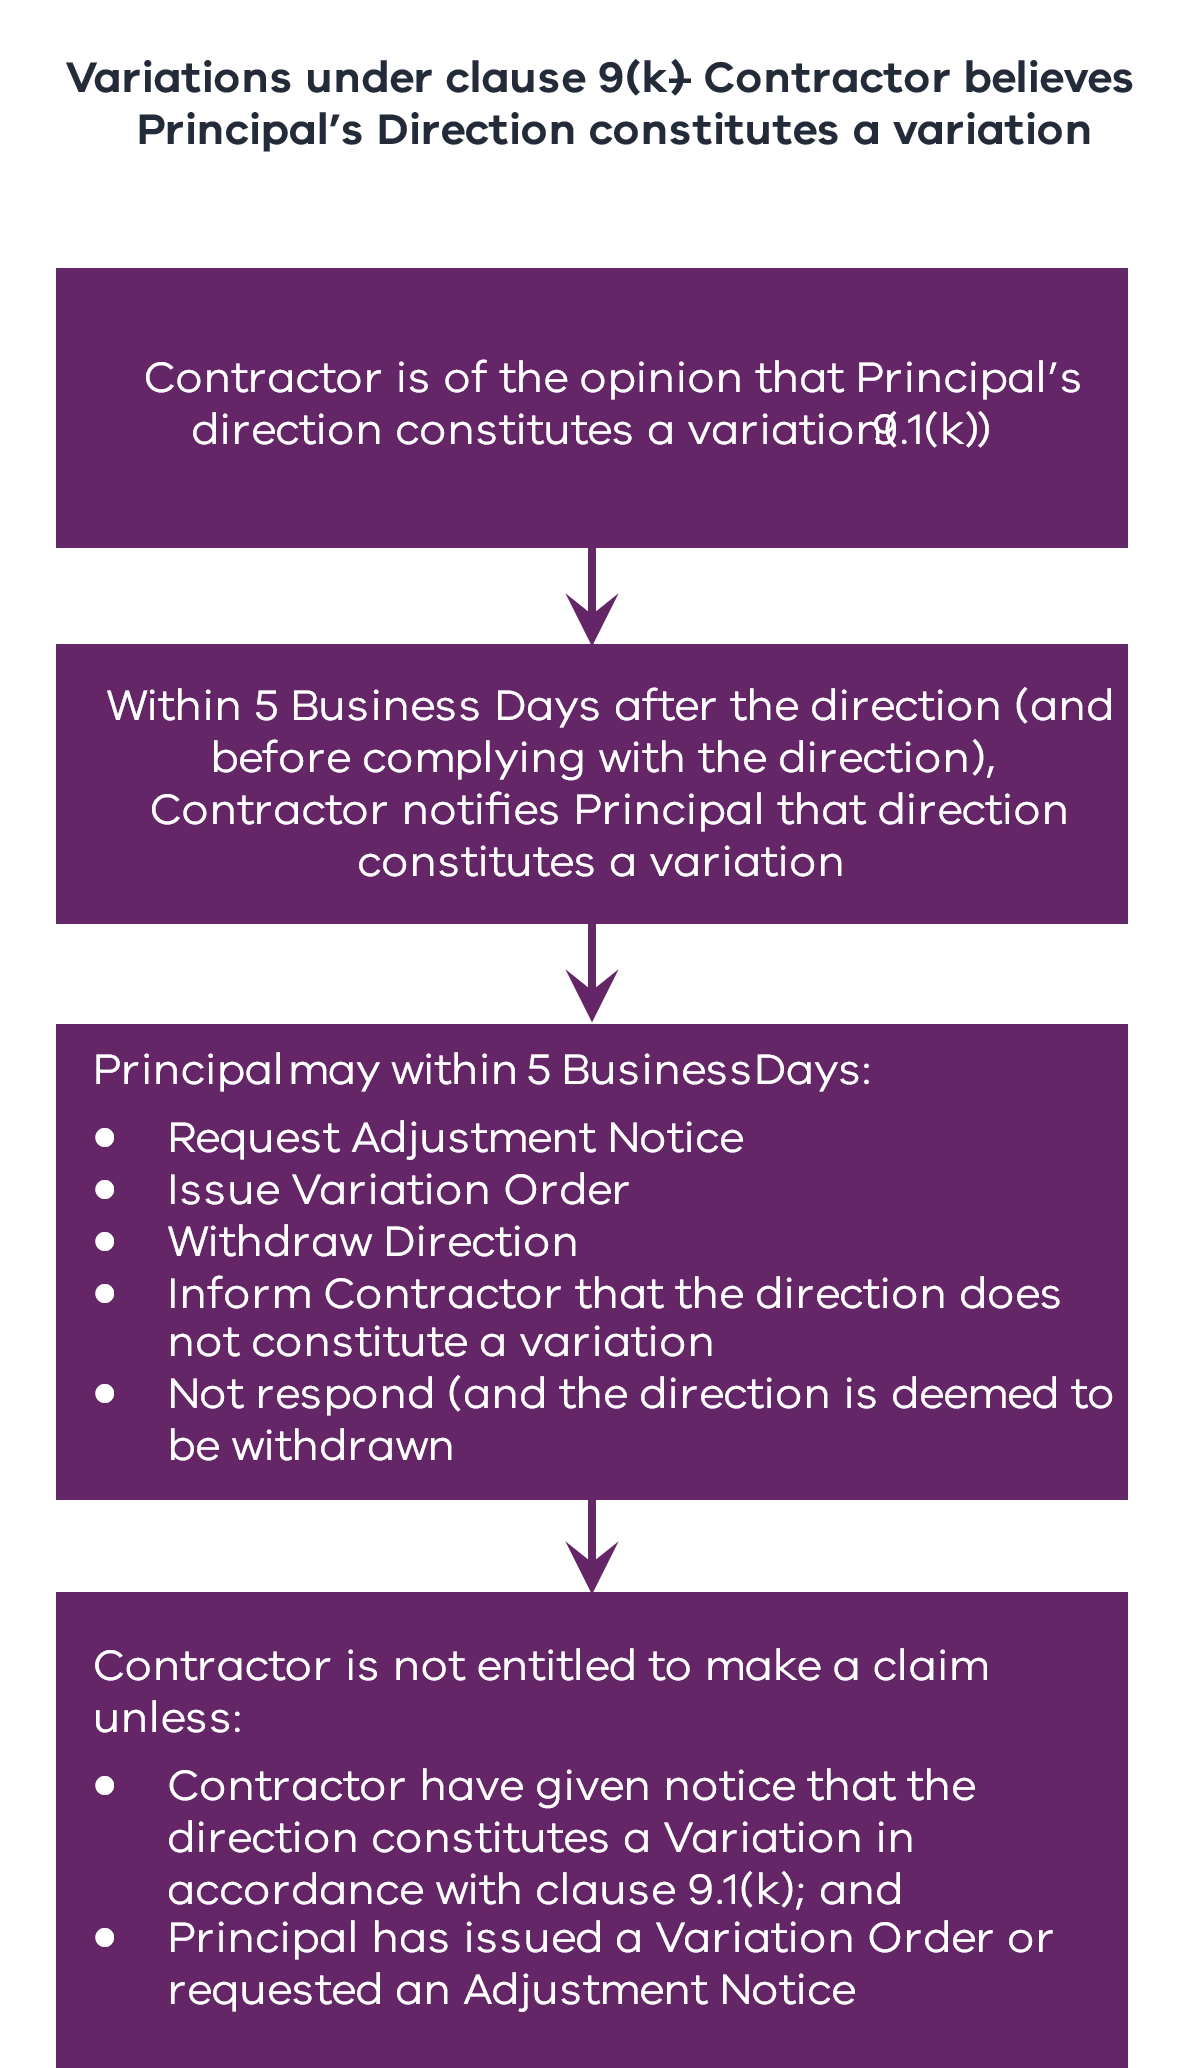 Variations under clause 9(k) – Contractor believes
Principal’s Direction constitutes a variation
Contractor is of the opinion that Principal’s
direction constitutes a variation (9.1(k))
Within 5 Business Days after the direction (and
before complying with the direction),
Contractor notifies Principal that direction
constitutes a variation
Principal may within 5 Business Days:
● Request Adjustment Notice
● Issue Variation Order
● Withdraw Direction
● Inform Contractor that the direction does
not constitute a variation
● Not respond (and the direction is deemed to
be withdrawn
Contractor is not entitled to make a claim
unless:
● Contractor have given notice that the
direction constitutes a Variation in
accordance with clause 9.1(k); and
● Principal has issued a Variation Order or
requested an Adjustment Notice